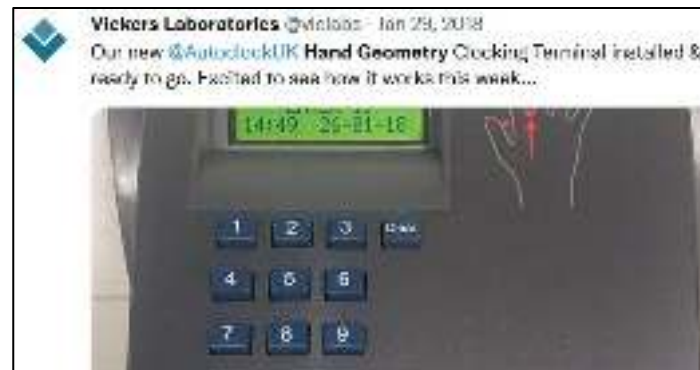 Vickers Laboratories @viclabs · Jan 29, 2018
Our new @AutoclockUK Hand Geometry Clocking Terminal installed &
ready to go. Excited to see how it works this week...
14:49 26-01-18
1 2 3 Clear
4 5 6
7 8 9